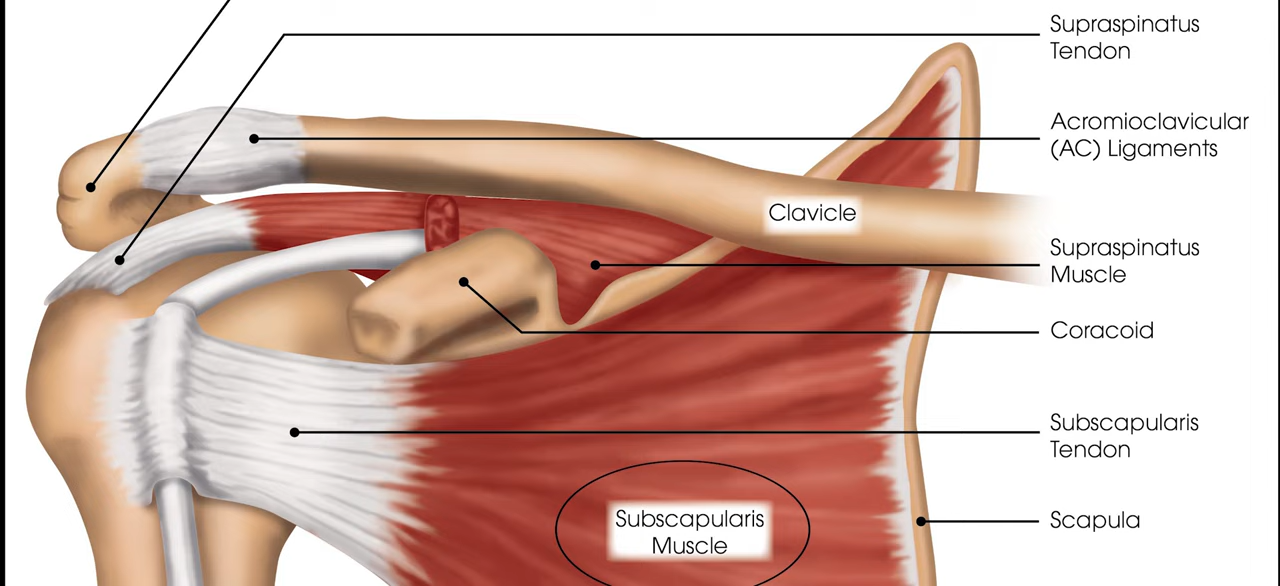 Supraspinatus
Tendon
Acromioclavicular
(AC) Ligaments
Clavicle
Supraspinatus
Muscle
Coracoid
Subscapularis
Tendon
Subscapularis
Muscle
Scapula